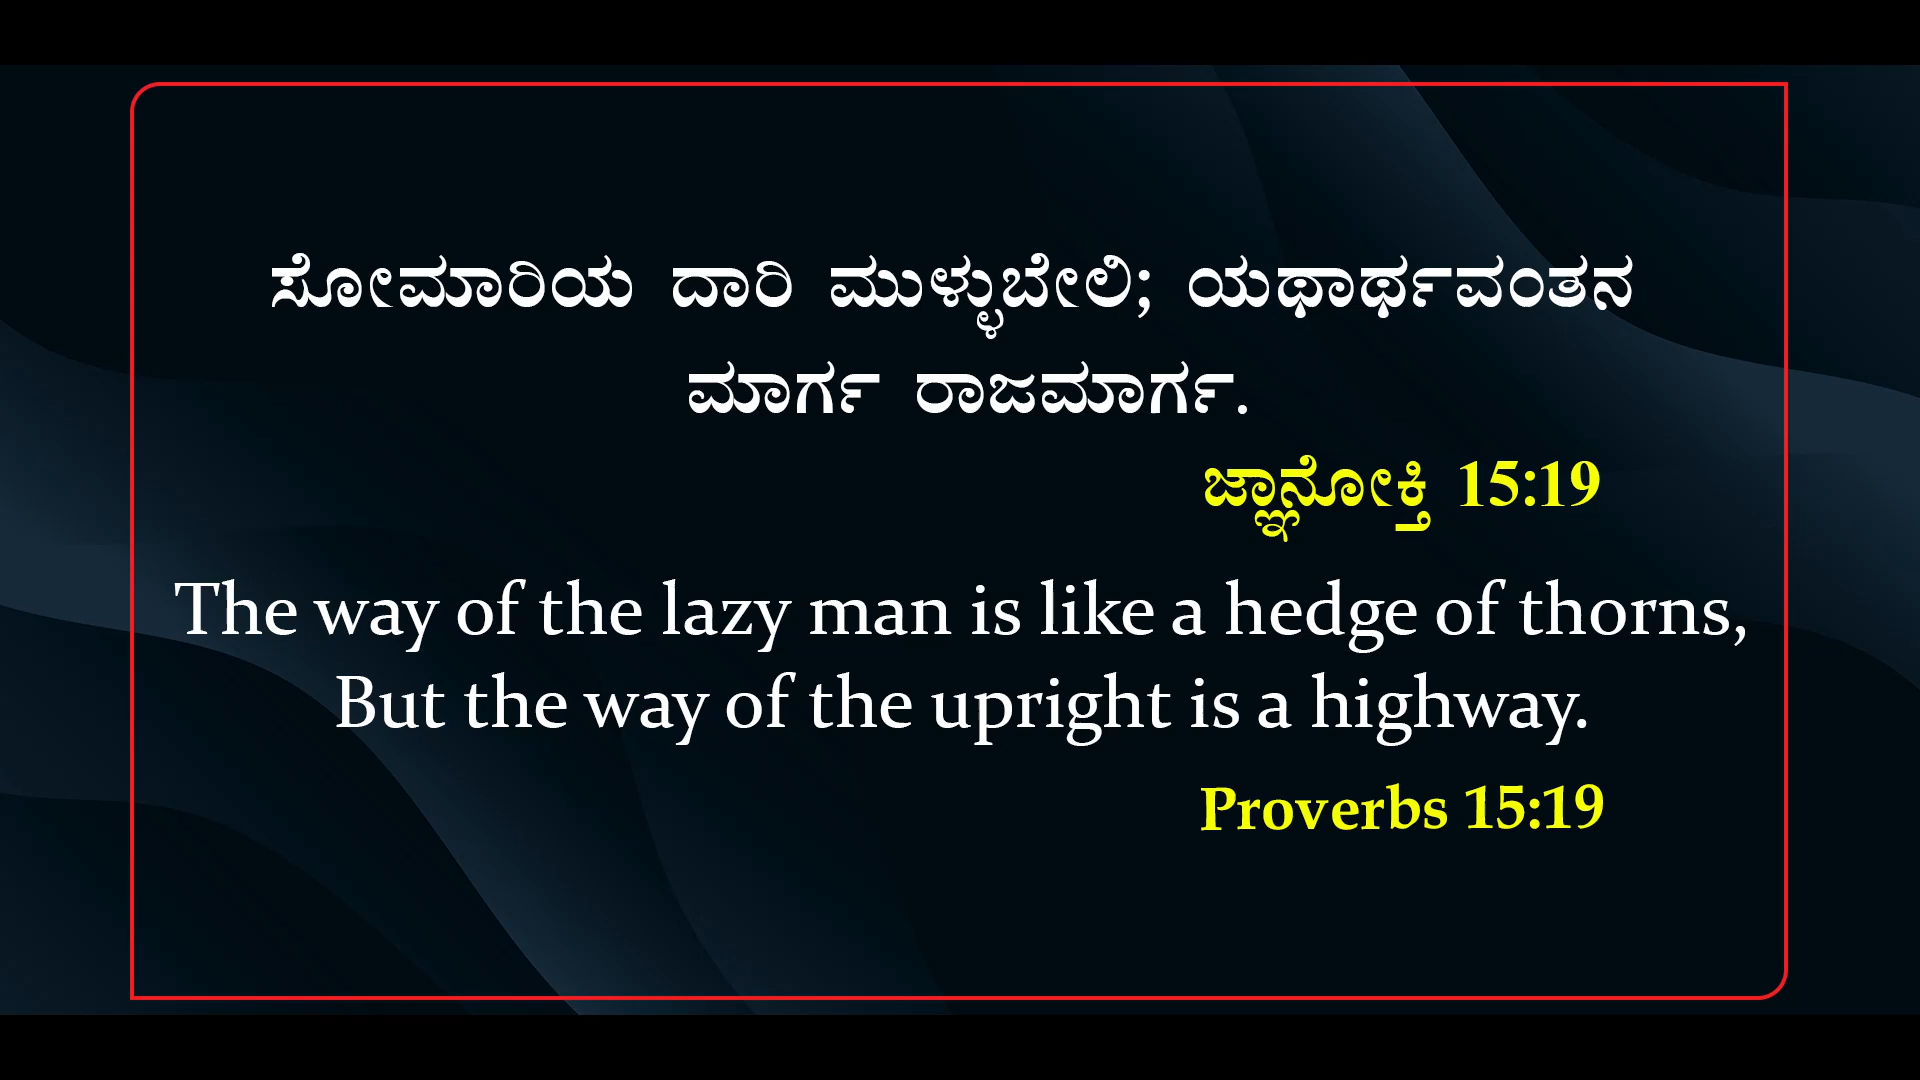 ಸೋಮಾರಿಯ ದಾರಿ ಮುಳ್ಳುಬೇಲಿ; ಯಥಾರ್ಥವಂತನ
ಮಾರ್ಗ ರಾಜಮಾರ್ಗ.
ಜ್ಞಾನೋಕ್ತಿ 15:19
The way of the lazy man is like a hedge of thorns,
But the way of the upright is a highway.
Proverbs 15:19